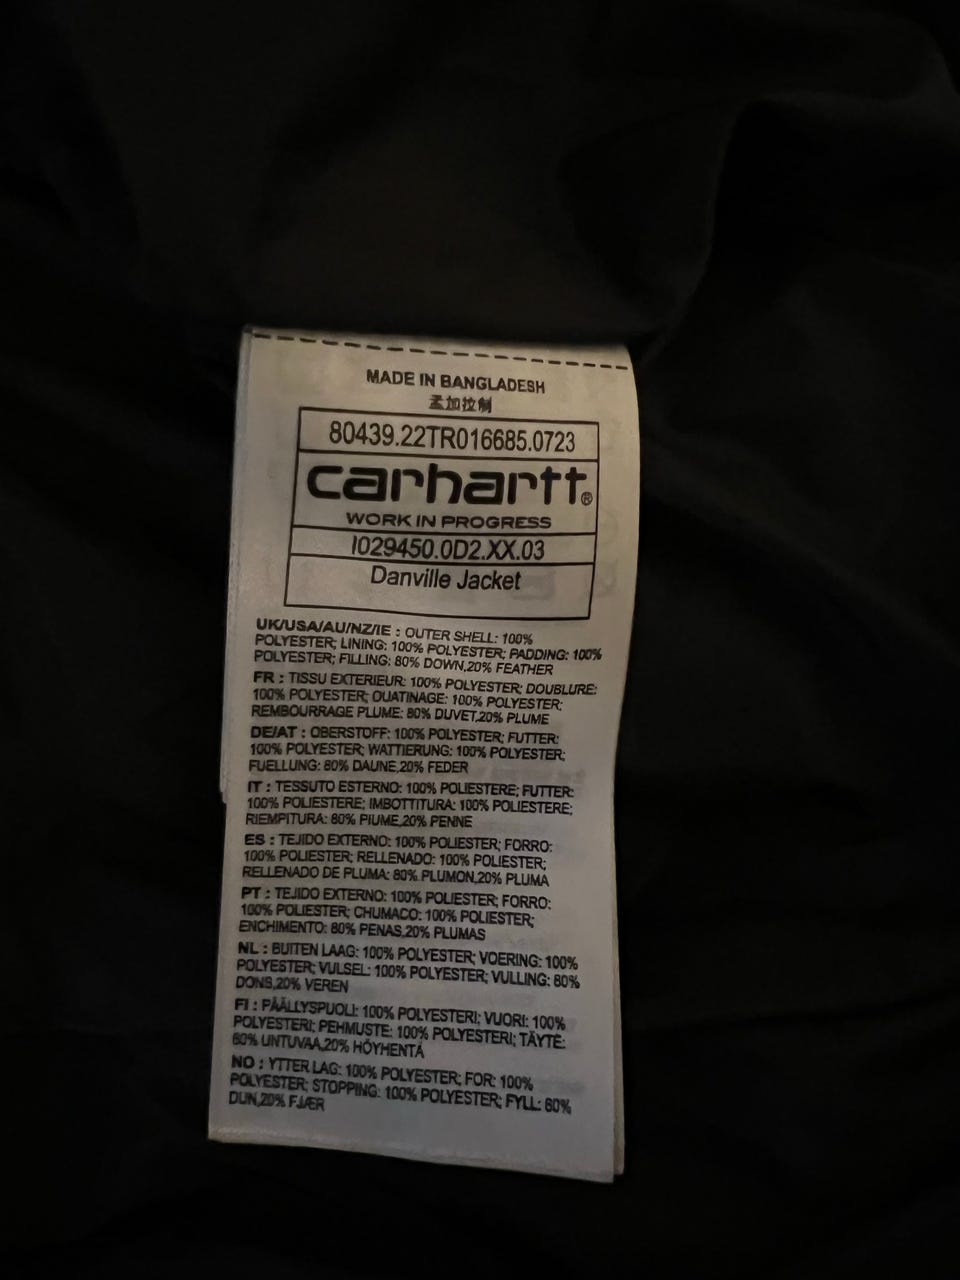 MADE IN BANGLADESH
孟加拉制
80439.22TR016685.0723
carhartt®
WORK IN PROGRESS
I029450.0D2.XX.03
Danville Jacket
UK/USA/AU/NZ/IE : OUTER SHELL: 100%
POLYESTER; LINING: 100% POLYESTER; PADDING: 100%
POLYESTER; FILLING: 80% DOWN,20% FEATHER
FR : TISSU EXTERIEUR: 100% POLYESTER; DOUBLURE:
100% POLYESTER; OUATINAGE: 100% POLYESTER;
REMBOURRAGE PLUME: 80% DUVET,20% PLUME
DE/AT : OBERSTOFF: 100% POLYESTER; FUTTER:
100% POLYESTER; WATTIERUNG: 100% POLYESTER;
FUELLUNG: 80% DAUNE,20% FEDER
IT : TESSUTO ESTERNO: 100% POLIESTERE; FUTTER:
100% POLIESTERE; IMBOTTITURA: 100% POLIESTERE;
RIEMPITURA: 80% PIUME,20% PENNE
ES : TEJIDO EXTERNO: 100% POLIESTER; FORRO:
100% POLIESTER; RELLENADO: 100% POLIESTER;
RELLENADO DE PLUMA: 80% PLUMON,20% PLUMA
PT : TEJIDO EXTERNO: 100% POLIESTER; FORRO:
100% POLIESTER; CHUMACO: 100% POLIESTER;
ENCHIMENTO: 80% PENAS,20% PLUMAS
NL : BUITEN LAAG: 100% POLYESTER; VOERING: 100%
POLYESTER; VULSEL: 100% POLYESTER; VULLING: 80%
DONS,20% VEREN
FI : PÄÄLLYSPUOLI: 100% POLYESTERI; VUORI: 100%
POLYESTERI; PEHMUSTE: 100% POLYESTERI; TÄYTE:
80% UNTUVAA,20% HÖYHENTÄ
NO : YTTER LAG: 100% POLYESTER; FOR: 100%
POLYESTER; STOPPING: 100% POLYESTER; FYLL: 80%
DUN,20% FJÆR